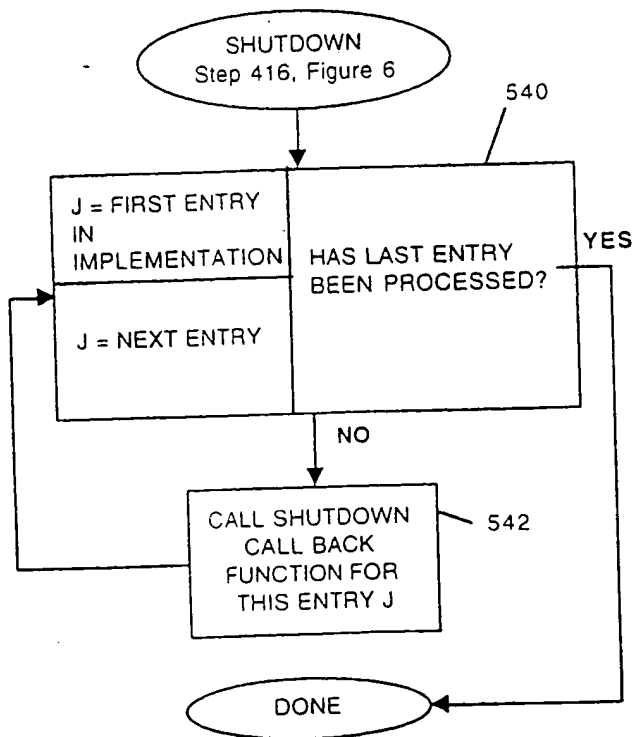 SHUTDOWN
Step 416, Figure 6
540
J = FIRST ENTRY
IN
IMPLEMENTATION
HAS LAST ENTRY
BEEN PROCESSED?
YES
J = NEXT ENTRY
NO
CALL SHUTDOWN
CALL BACK
FUNCTION FOR
THIS ENTRY J
542
DONE